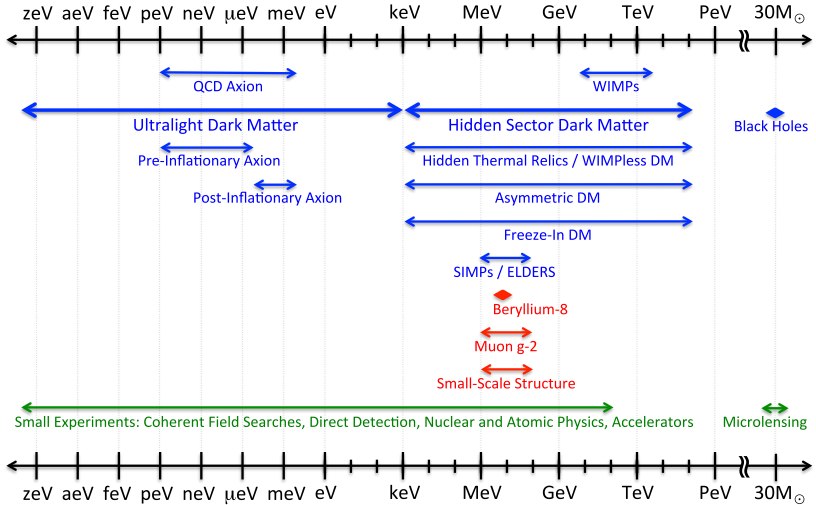 zeV aeV feV peV neV μeV meV eV keV MeV GeV TeV PeV 30M☉
QCD Axion WIMPs
Ultralight Dark Matter Hidden Sector Dark Matter Black Holes
Pre-Inflationary Axion Hidden Thermal Relics / WIMPless DM
Post-Inflationary Axion Asymmetric DM
Freeze-In DM
SIMPs / ELDERS
Beryllium-8
Muon g-2
Small-Scale Structure
Small Experiments: Coherent Field Searches, Direct Detection, Nuclear and Atomic Physics, Accelerators Microlensing
zeV aeV feV peV neV μeV meV eV keV MeV GeV TeV PeV 30M☉